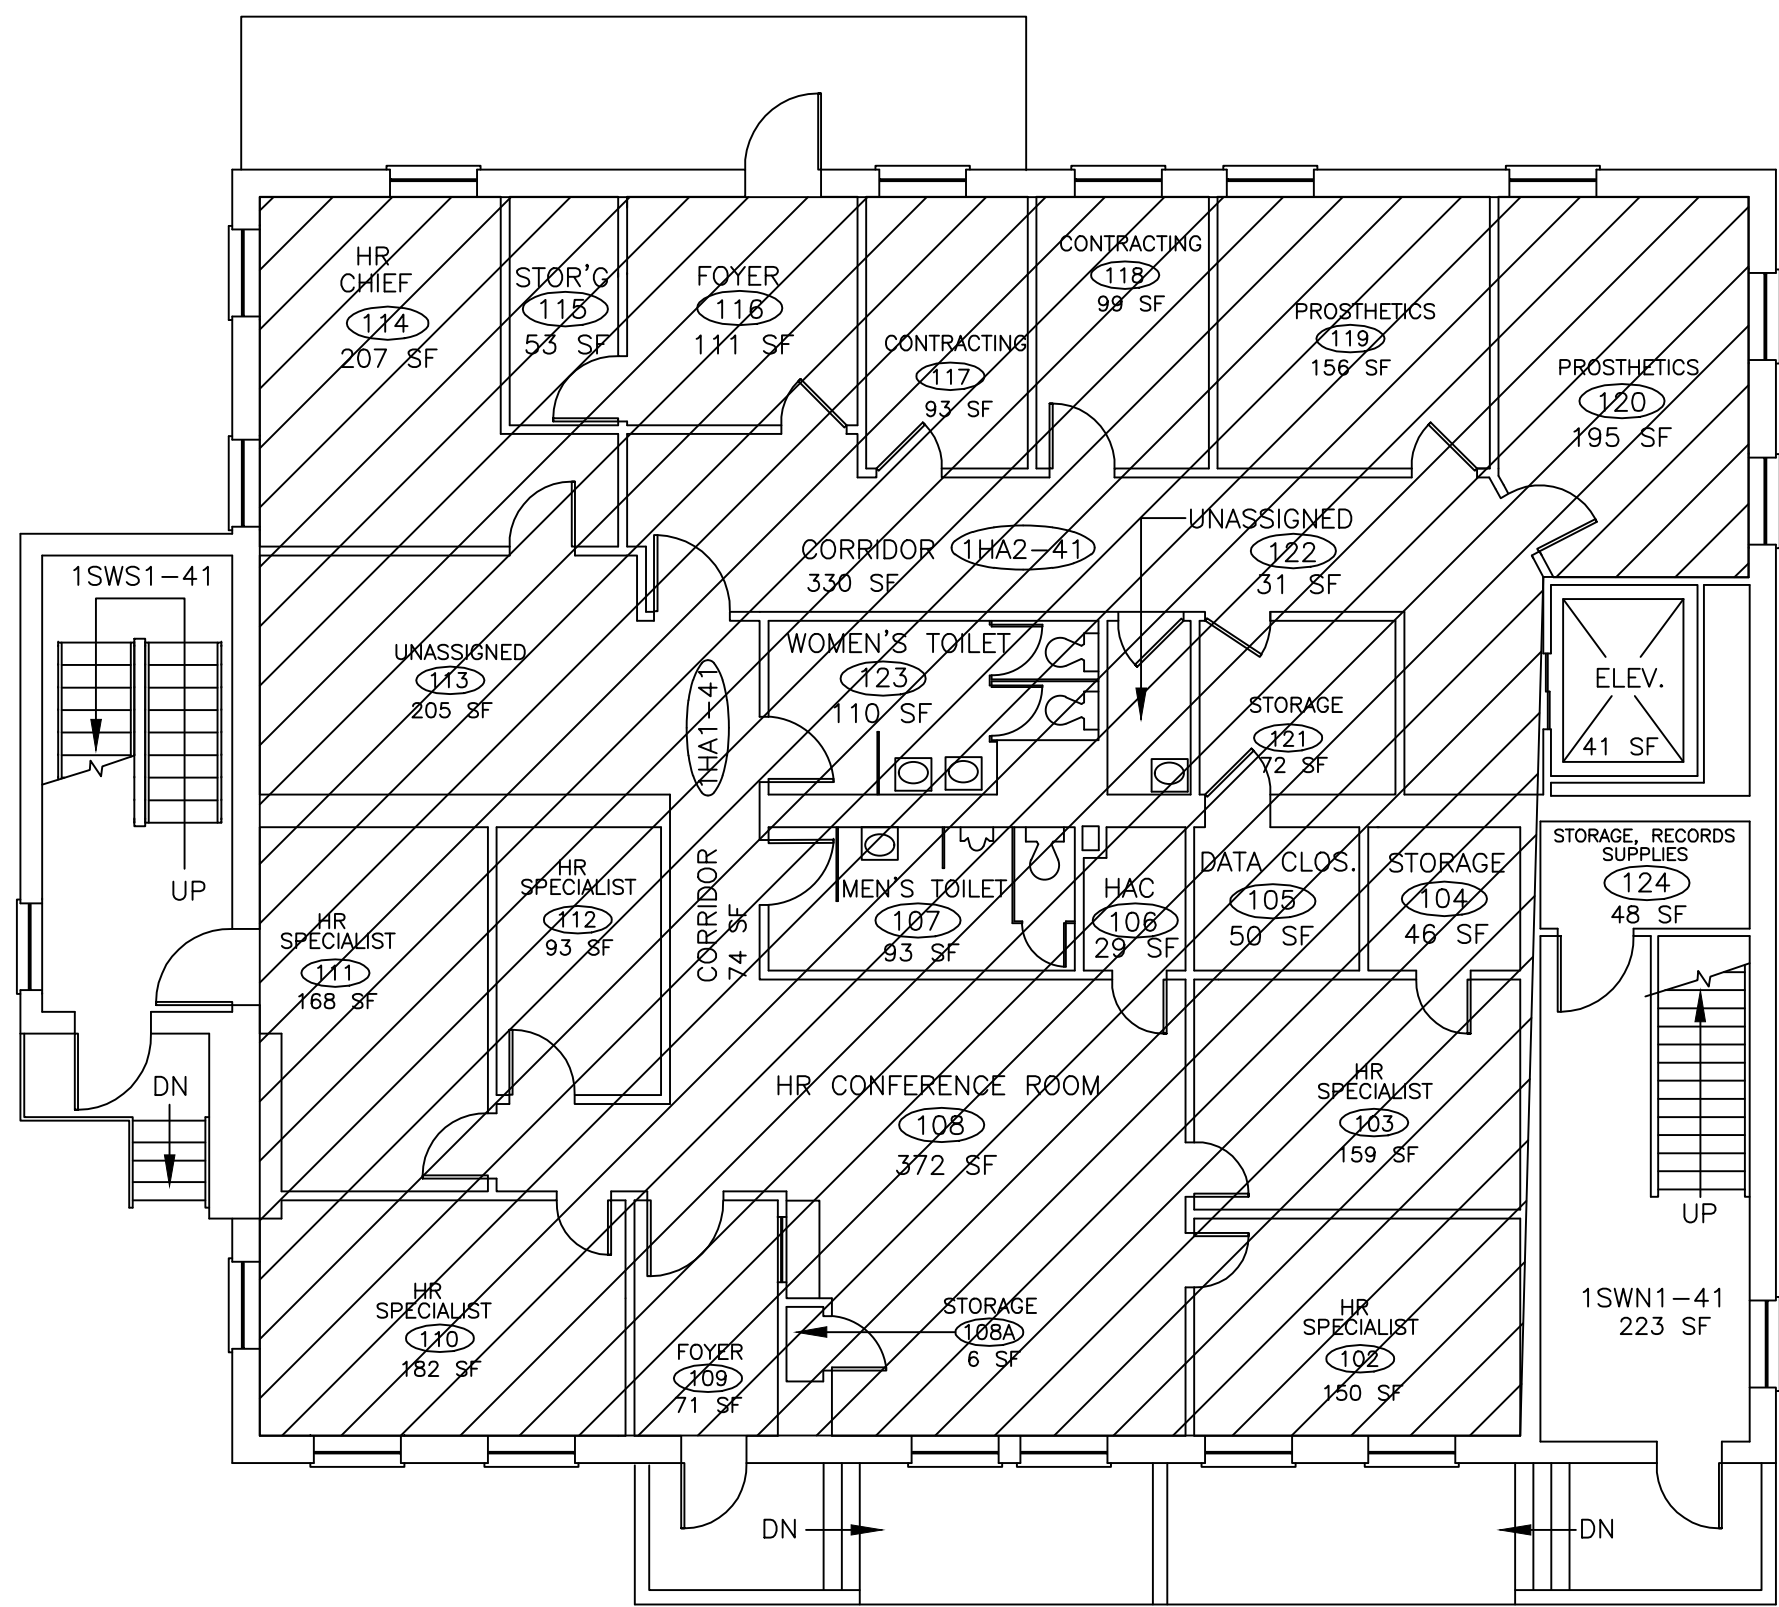 HR
CHIEF
114
207 SF
STOR'G
115
53 SF
FOYER
116
111 SF
CONTRACTING
117
93 SF
CONTRACTING
118
99 SF
PROSTHETICS
119
156 SF
PROSTHETICS
120
195 SF
CORRIDOR 1HA2-41
330 SF
UNASSIGNED
122
31 SF
1SWS1-41
UP
DN
UNASSIGNED
113
205 SF
1HA1-41
CORRIDOR
74 SF
WOMEN'S TOILET
123
110 SF
STORAGE
121
72 SF
ELEV.
41 SF
HR
SPECIALIST
111
168 SF
HR
SPECIALIST
112
93 SF
MEN'S TOILET
107
93 SF
HAC
106
29 SF
DATA CLOS.
105
50 SF
STORAGE
104
46 SF
STORAGE, RECORDS
SUPPLIES
124
48 SF
HR CONFERENCE ROOM
108
372 SF
HR
SPECIALIST
103
159 SF
UP
HR
SPECIALIST
110
182 SF
FOYER
109
71 SF
STORAGE
108A
6 SF
HR
SPECIALIST
102
150 SF
1SWN1-41
223 SF
DN
DN